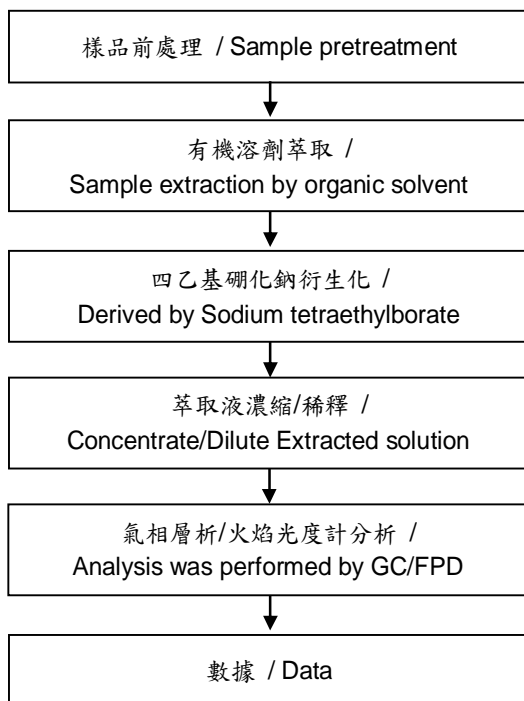 樣品前處理 / Sample pretreatment
有機溶劑萃取 /
Sample extraction by organic solvent
四乙基硼化鈉衍生化 /
Derived by Sodium tetraethylborate
萃取液濃縮/稀釋 /
Concentrate/Dilute Extracted solution
氣相層析/火焰光度計分析 /
Analysis was performed by GC/FPD
數據 / Data